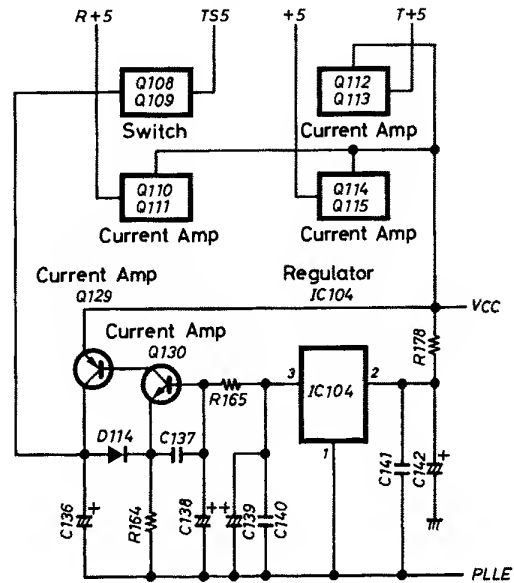 R+5 TS5 +5 T+5
Q108 Q109
Switch
Q112 Q113
Current Amp
Q110 Q111
Current Amp
Q114 Q115
Current Amp
Current Amp
Q129
Regulator
IC104
VCC
Current Amp
Q130
R178
3 IC104 2
R165
1
D114 C137
C136 R164 C138 C139 C140 C141 C142
+ + + +
PLLE